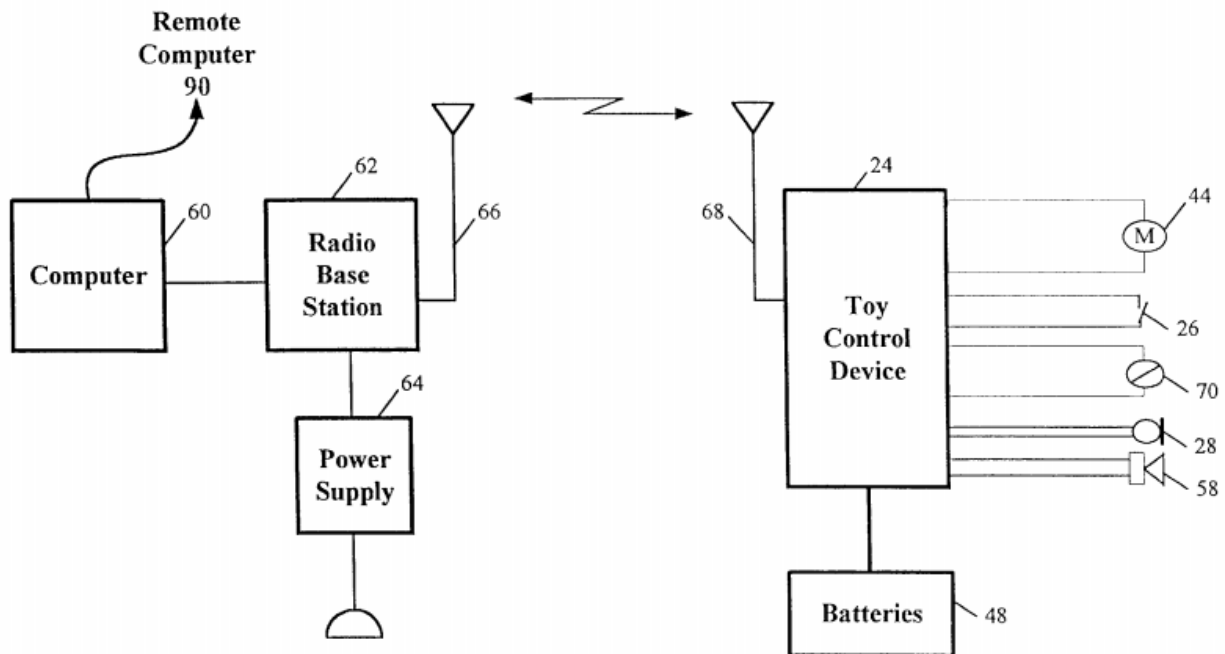 Remote
Computer
90
62
24
44
60
66
68
M
Computer
Radio
Base
Station
Toy
Control
Device
26
64
70
Power
Supply
28
58
Batteries
48